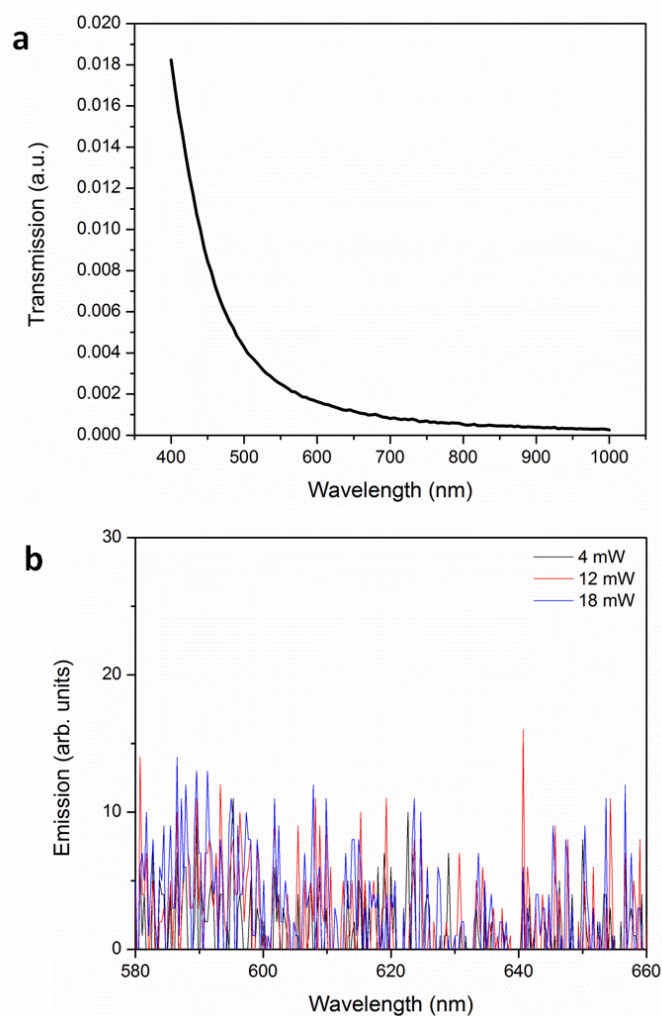 a
0.020
0.018
0.016
0.014
0.012
0.010
0.008
0.006
0.004
0.002
0.000
Transmission (a.u.)
400 500 600 700 800 900 1000
Wavelength (nm)
b
30
20
10
0
Emission (arb. units)
4 mW
12 mW
18 mW
580 600 620 640 660
Wavelength (nm)